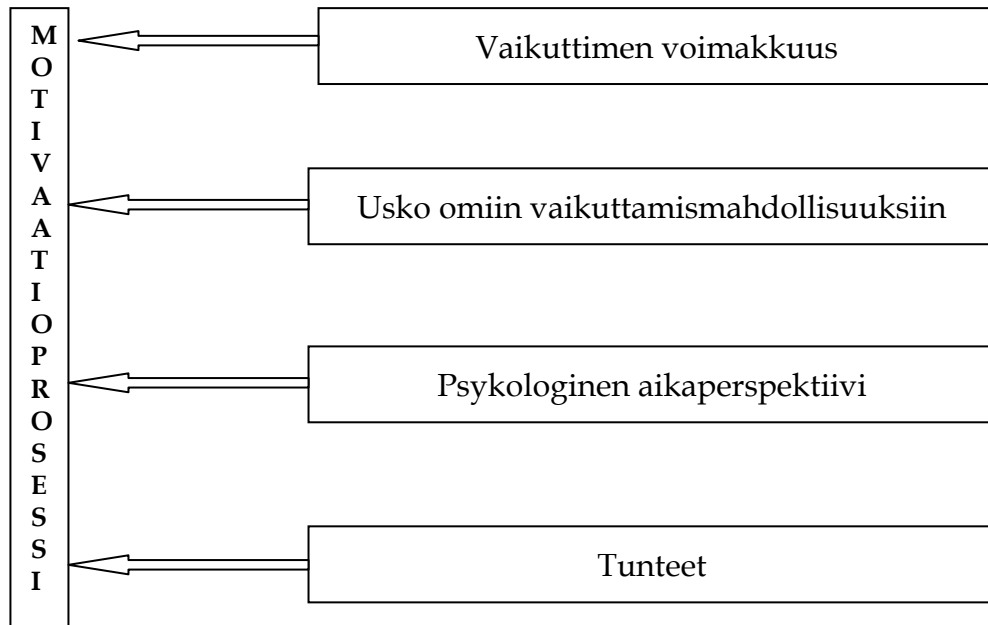 MOTIVAATIOPROSESSI
Vaikuttimen voimakkuus
Usko omiin vaikuttamismahdollisuuksiin
Psykologinen aikaperspektiivi
Tunteet